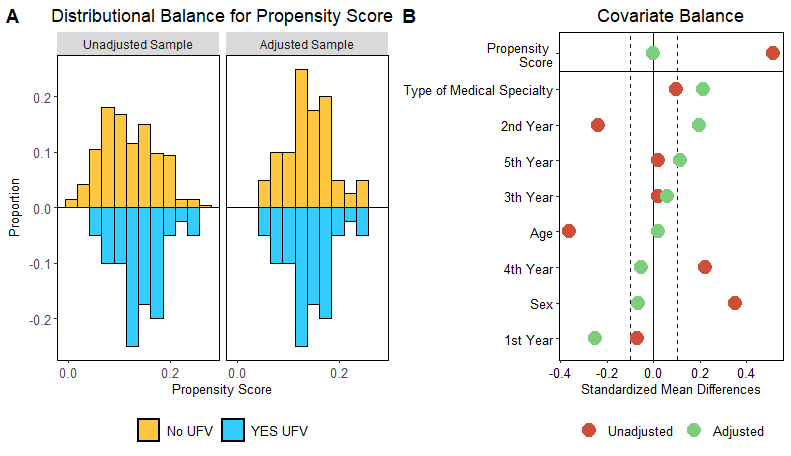 A
Distributional Balance for Propensity Score
Unadjusted Sample
Adjusted Sample
Proportion
0.2
0.1
0.0
-0.1
-0.2
0.0
0.2
0.0
0.2
Propensity Score
No UFV
YES UFV
B
Covariate Balance
Propensity
Score
Type of Medical Specialty
2nd Year
5th Year
3th Year
Age
4th Year
Sex
1st Year
-0.4
-0.2
0.0
0.2
0.4
Standardized Mean Differences
Unadjusted
Adjusted